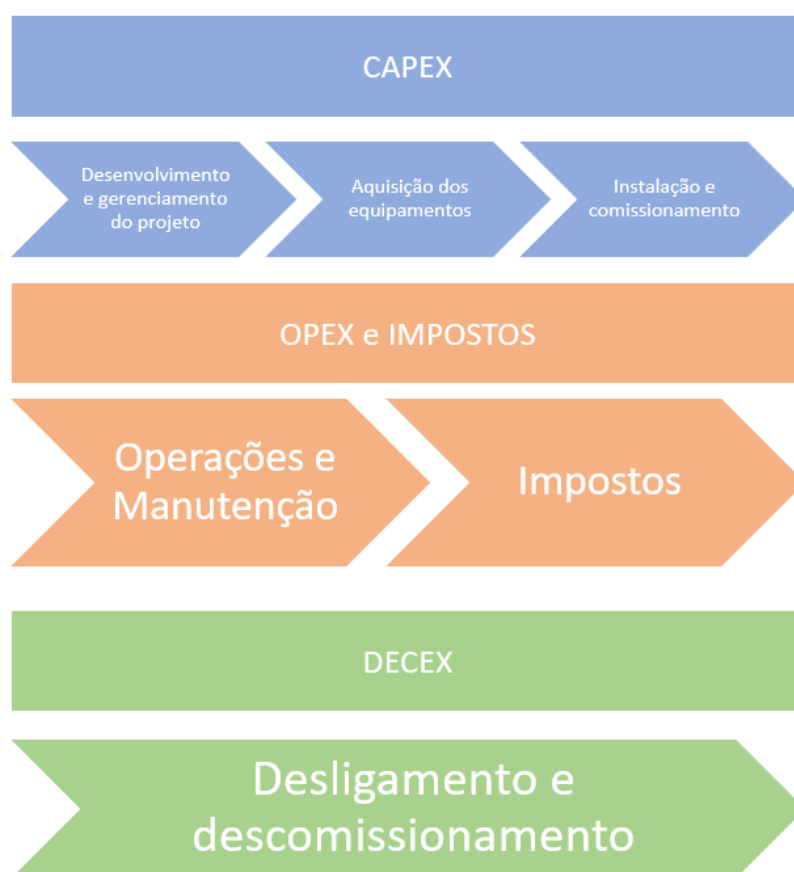 CAPEX
Desenvolvimento
e gerenciamento
do projeto
Aquisição dos
equipamentos
Instalação e
comissionamento
OPEX e IMPOSTOS
Operações e
Manutenção
Impostos
DECEX
Desligamento e
descomissionamento